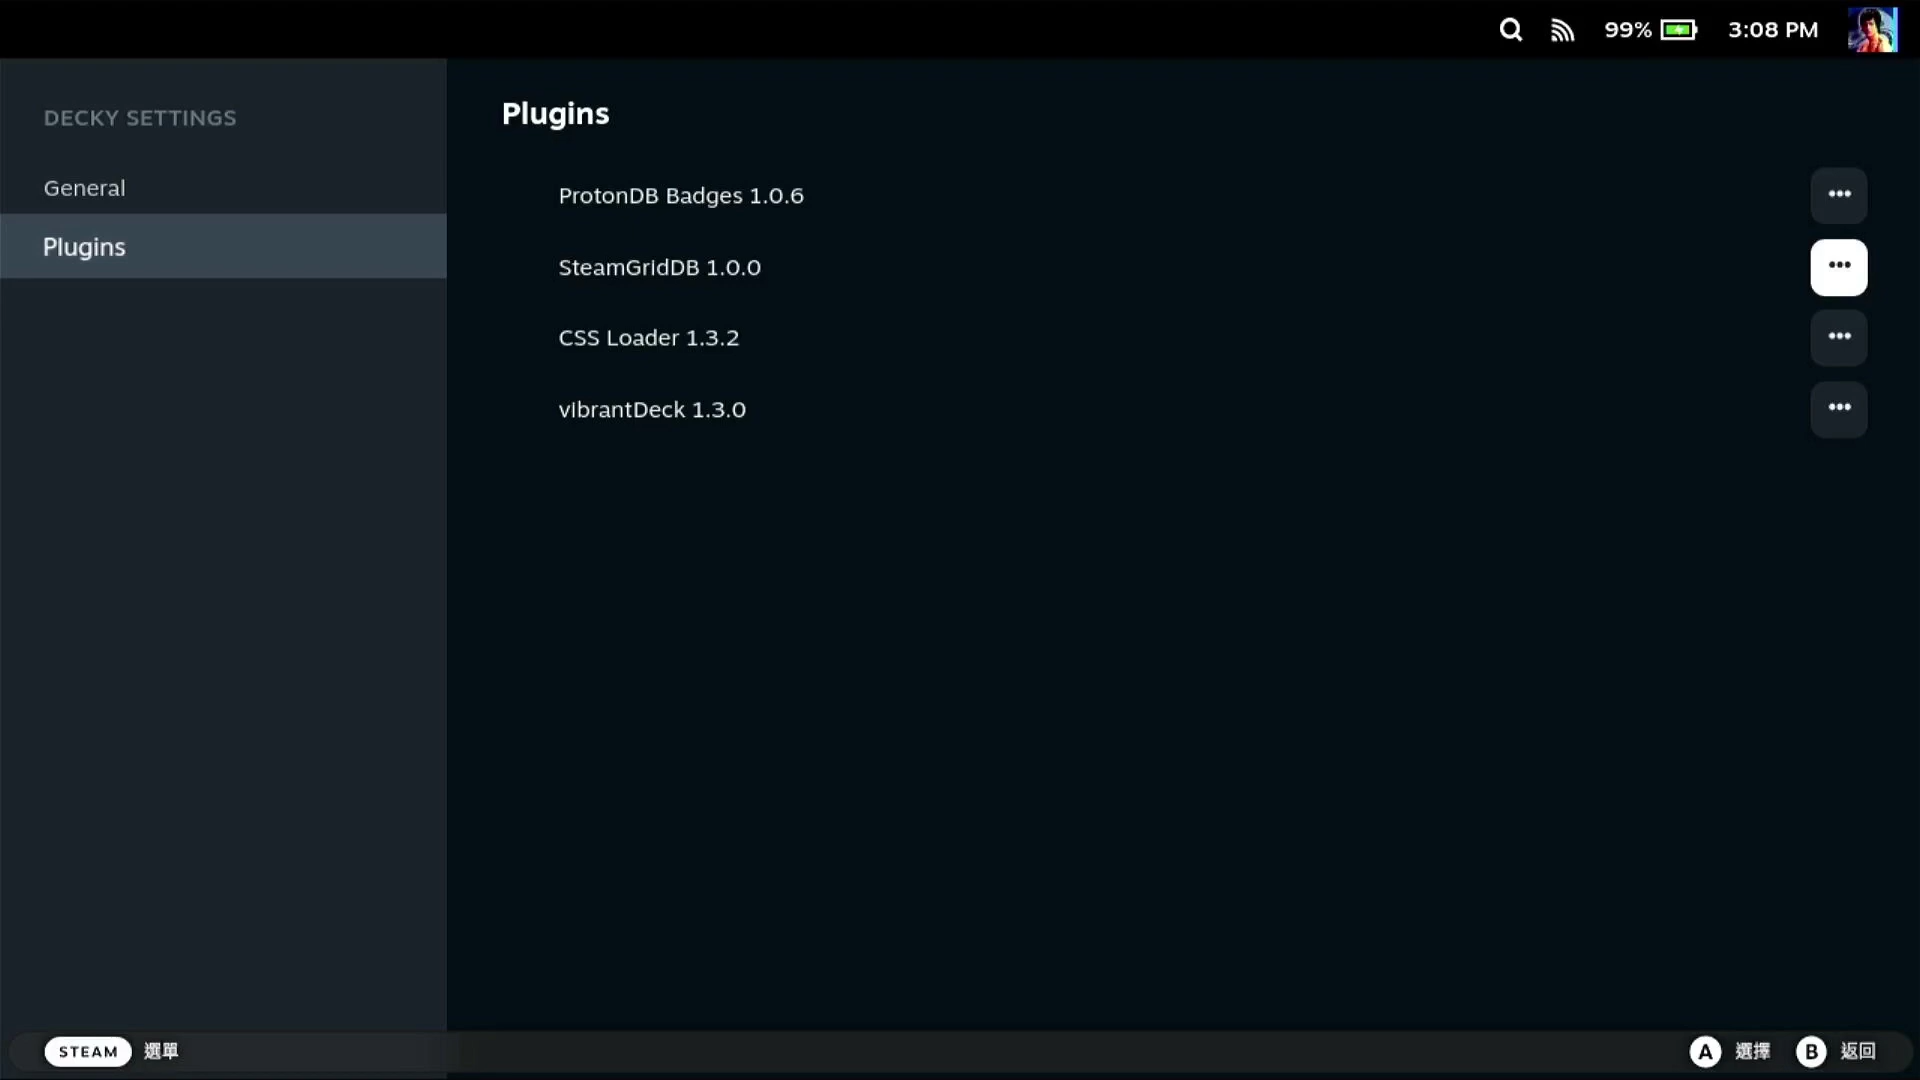 99% 3:08 PM
DECKY SETTINGS
General
Plugins
Plugins
ProtonDB Badges 1.0.6
SteamGridDB 1.0.0
CSS Loader 1.3.2
vibrantDeck 1.3.0
STEAM 選單
A 選擇 B 返回